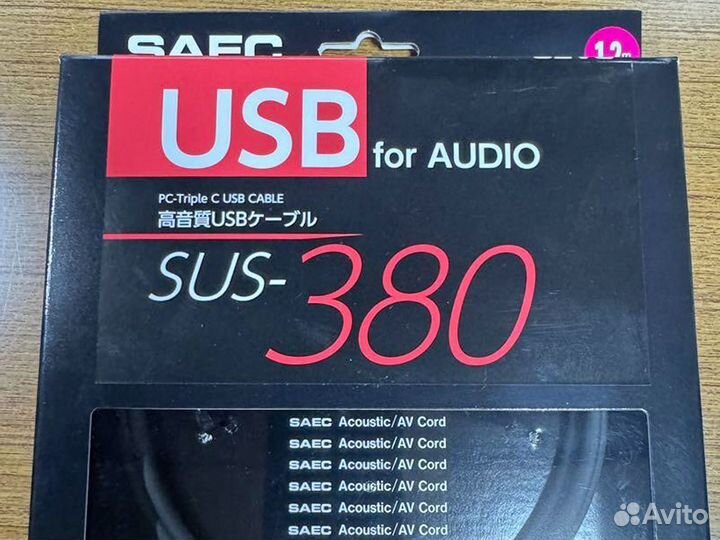 SAEC
1.2m
USB for AUDIO
PC-Triple C USB CABLE
高音質USBケーブル
SUS-380
SAEC Acoustic/AV Cord
SAEC Acoustic/AV Cord
SAEC Acoustic/AV Cord
SAEC Acoustic/AV Cord
SAEC Acoustic/AV Cord
SAEC Acoustic/AV Cord
Avito